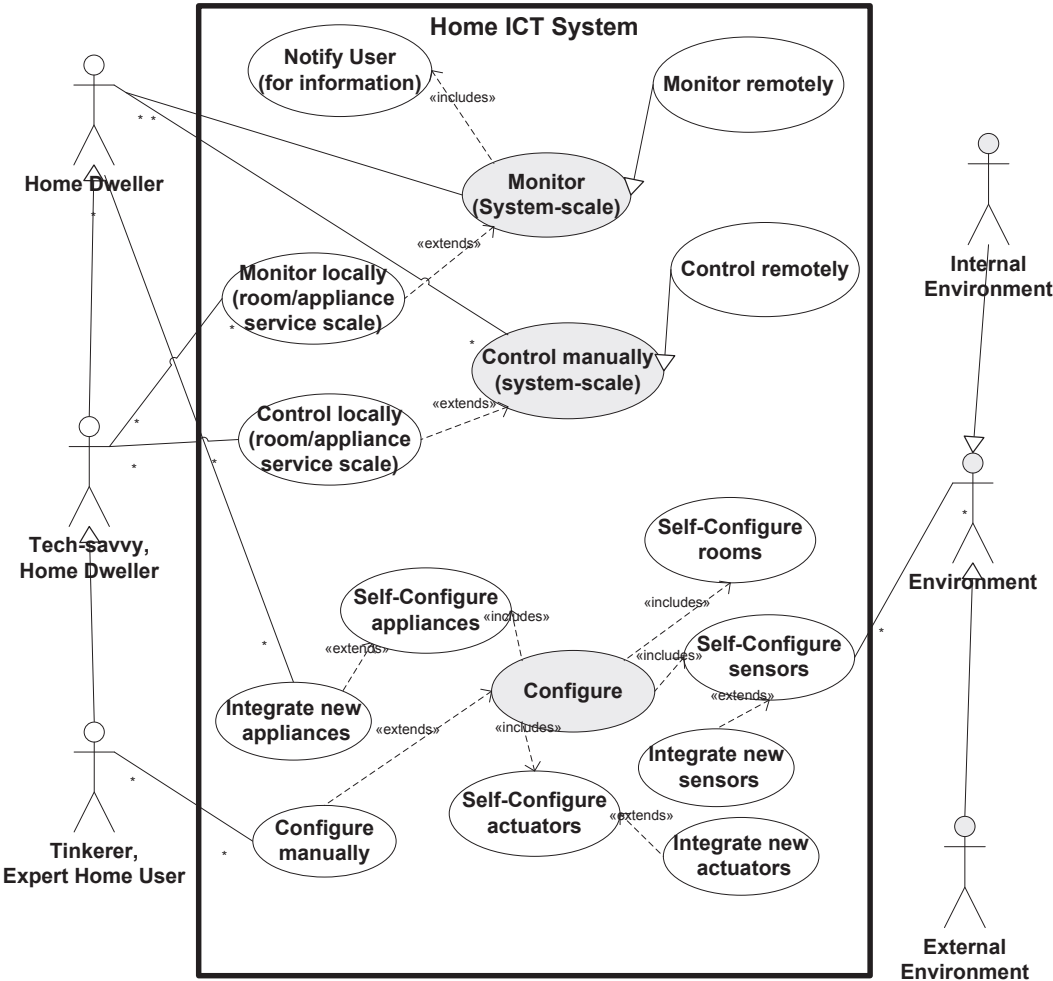 Home ICT System
Notify User
(for information)
Monitor remotely
«includes»
* *
Home Dweller
Monitor
(System-scale)
*
«extends»
Monitor locally
(room/appliance
service scale)
*
Control remotely
Internal
Environment
*
Control manually
(system-scale)
«extends»
Control locally
(room/appliance
service scale)
*
*
*
Tech-savvy,
Home Dweller
*
Environment
Self-Configure
rooms
«includes»
Self-Configure
appliances
«includes»
«extends»
*
*
Self-Configure
sensors
«includes»
«extends»
Configure
Integrate new
appliances
«extends»
«includes»
Integrate new
sensors
*
Tinkerer,
Expert Home User
*
Configure
manually
Self-Configure
actuators
«extends»
Integrate new
actuators
External
Environment